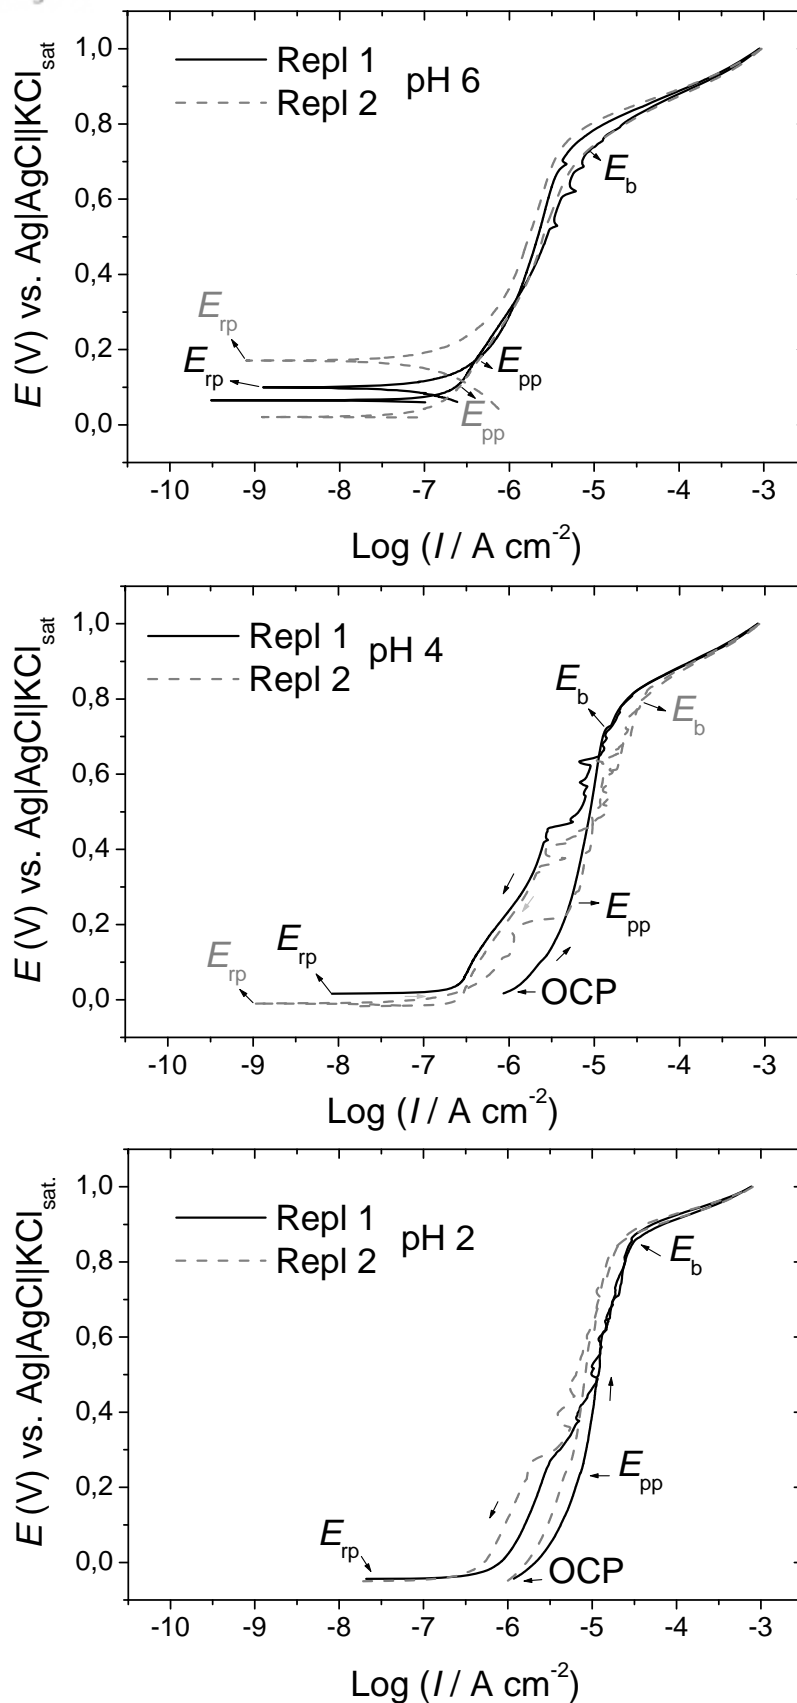 Repl 1
Repl 2
pH 6
E_b
E_rp
E_rp
E_pp
E_pp
1,0
0,8
0,6
0,4
0,2
0,0
E (V) vs. Ag|AgCl||KCl_sat
-10 -9 -8 -7 -6 -5 -4 -3
Log (I / A cm^-2)
Repl 1
Repl 2
pH 4
E_b
E_b
E_pp
E_rp
E_rp
OCP
1,0
0,8
0,6
0,4
0,2
0,0
E (V) vs. Ag|AgCl||KCl_sat
-10 -9 -8 -7 -6 -5 -4 -3
Log (I / A cm^-2)
Repl 1
Repl 2
pH 2
E_b
E_pp
E_rp
OCP
1,0
0,8
0,6
0,4
0,2
0,0
E (V) vs. Ag|AgCl||KCl_sat.
-10 -9 -8 -7 -6 -5 -4 -3
Log (I / A cm^-2)